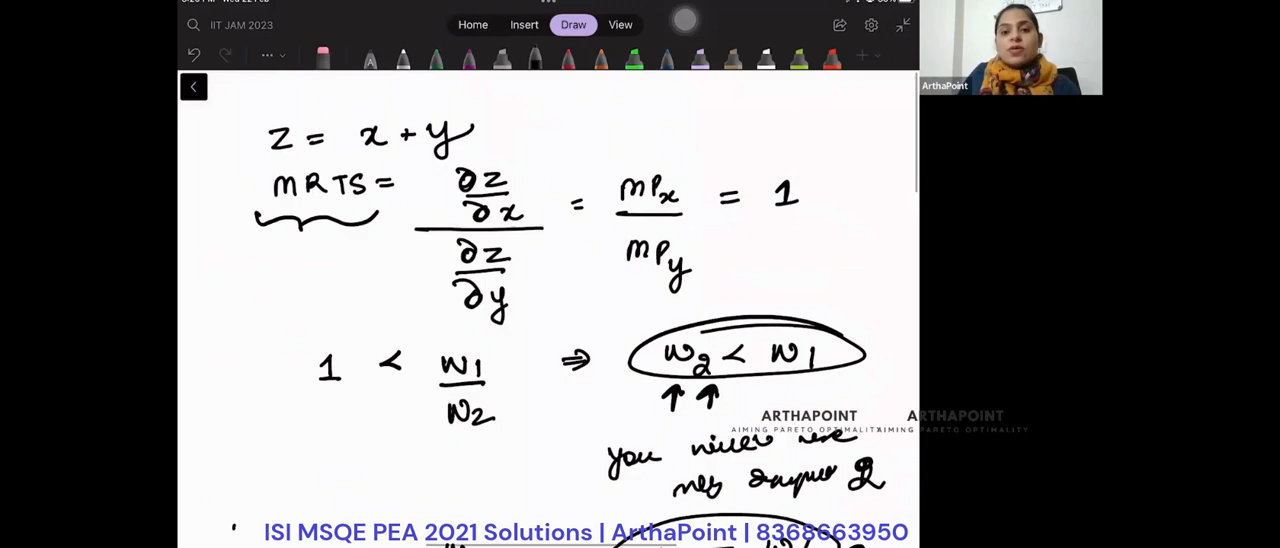 IIT JAM 2023
Home Insert Draw View
ArthaPoint
z = x + y
MRTS = ∂z/∂x / ∂z/∂y = MPx / MPy = 1
1 < w1/w2 ⇒ w2 < w1
ARTHAPOINT ARTHAPOINT
AIMING PARETO OPTIMALITY AIMING PARETO OPTIMALITY
you
2
ISI MSQE PEA 2021 Solutions | ArthaPoint | 8368663950